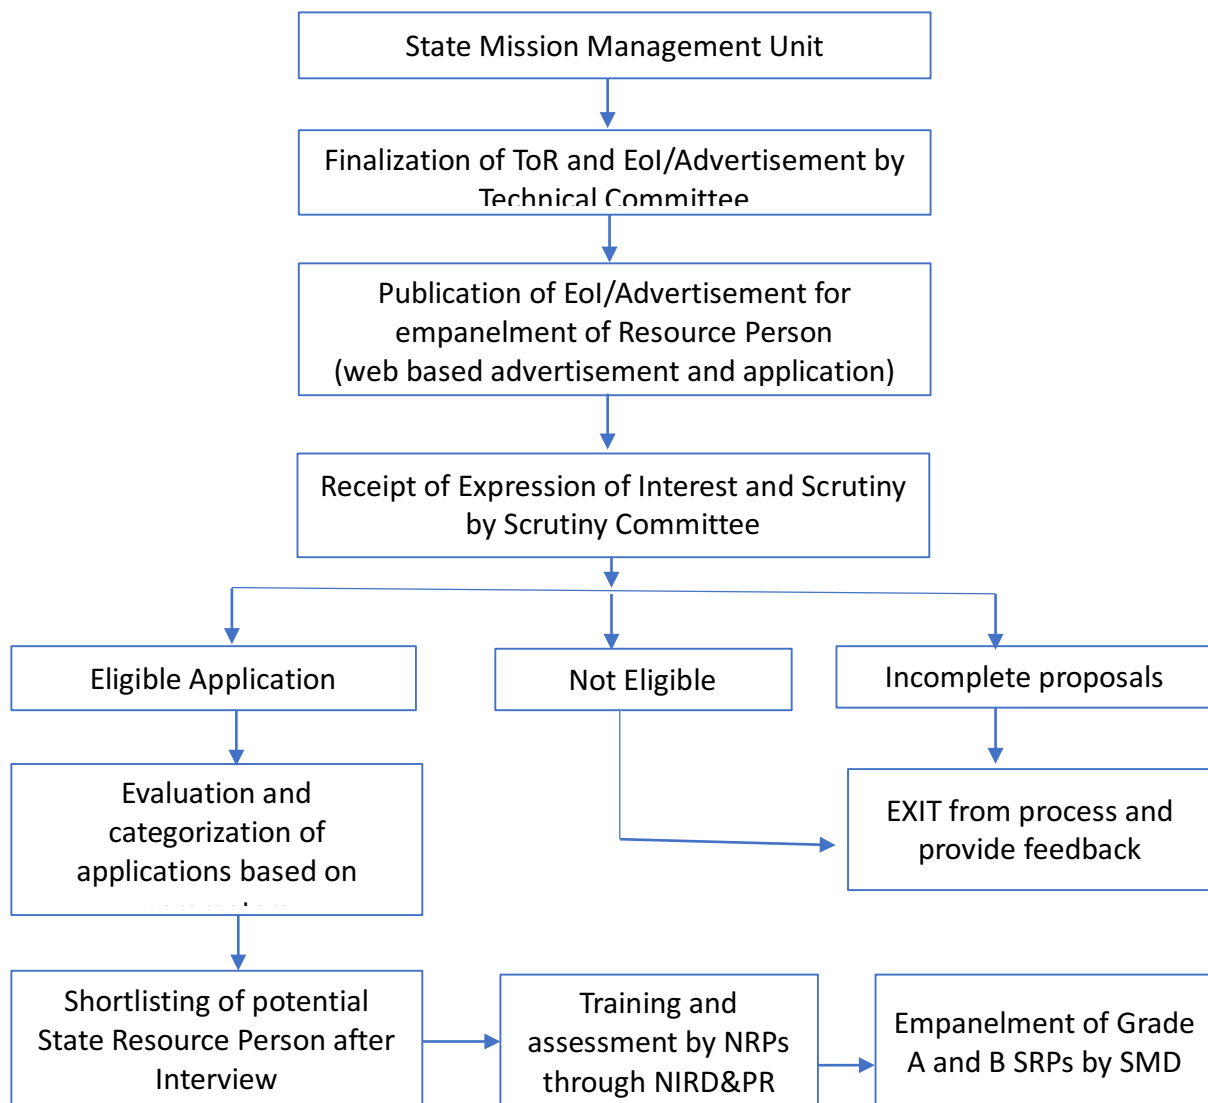 State Mission Management Unit
Finalization of ToR and EoI/Advertisement by
Technical Committee
Publication of EoI/Advertisement for
empanelment of Resource Person
(web based advertisement and application)
Receipt of Expression of Interest and Scrutiny
by Scrutiny Committee
Eligible Application
Not Eligible
Incomplete proposals
Evaluation and
categorization of
applications based on
EXIT from process and
provide feedback
Shortlisting of potential
State Resource Person after
Interview
Training and
assessment by NRPs
through NIRD&PR
Empanelment of Grade
A and B SRPs by SMD